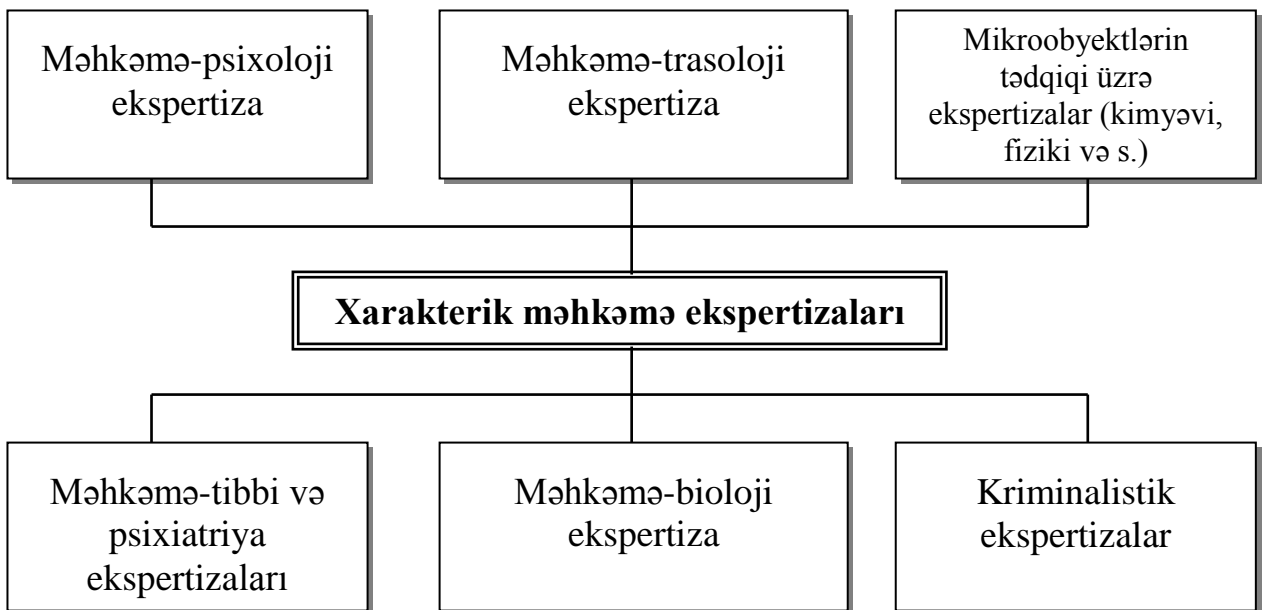 Məhkəmə-psixoloji
ekspertiza
Məhkəmə-trasoloji
ekspertiza
Mikroobyektlərin
tədqiqi üzrə
ekspertizalar (kimyəvi,
fiziki və s.)
Xarakterik məhkəmə ekspertizaları
Məhkəmə-tibbi və
psixiatriya
ekspertizaları
Məhkəmə-bioloji
ekspertiza
Kriminalistik
ekspertizalar